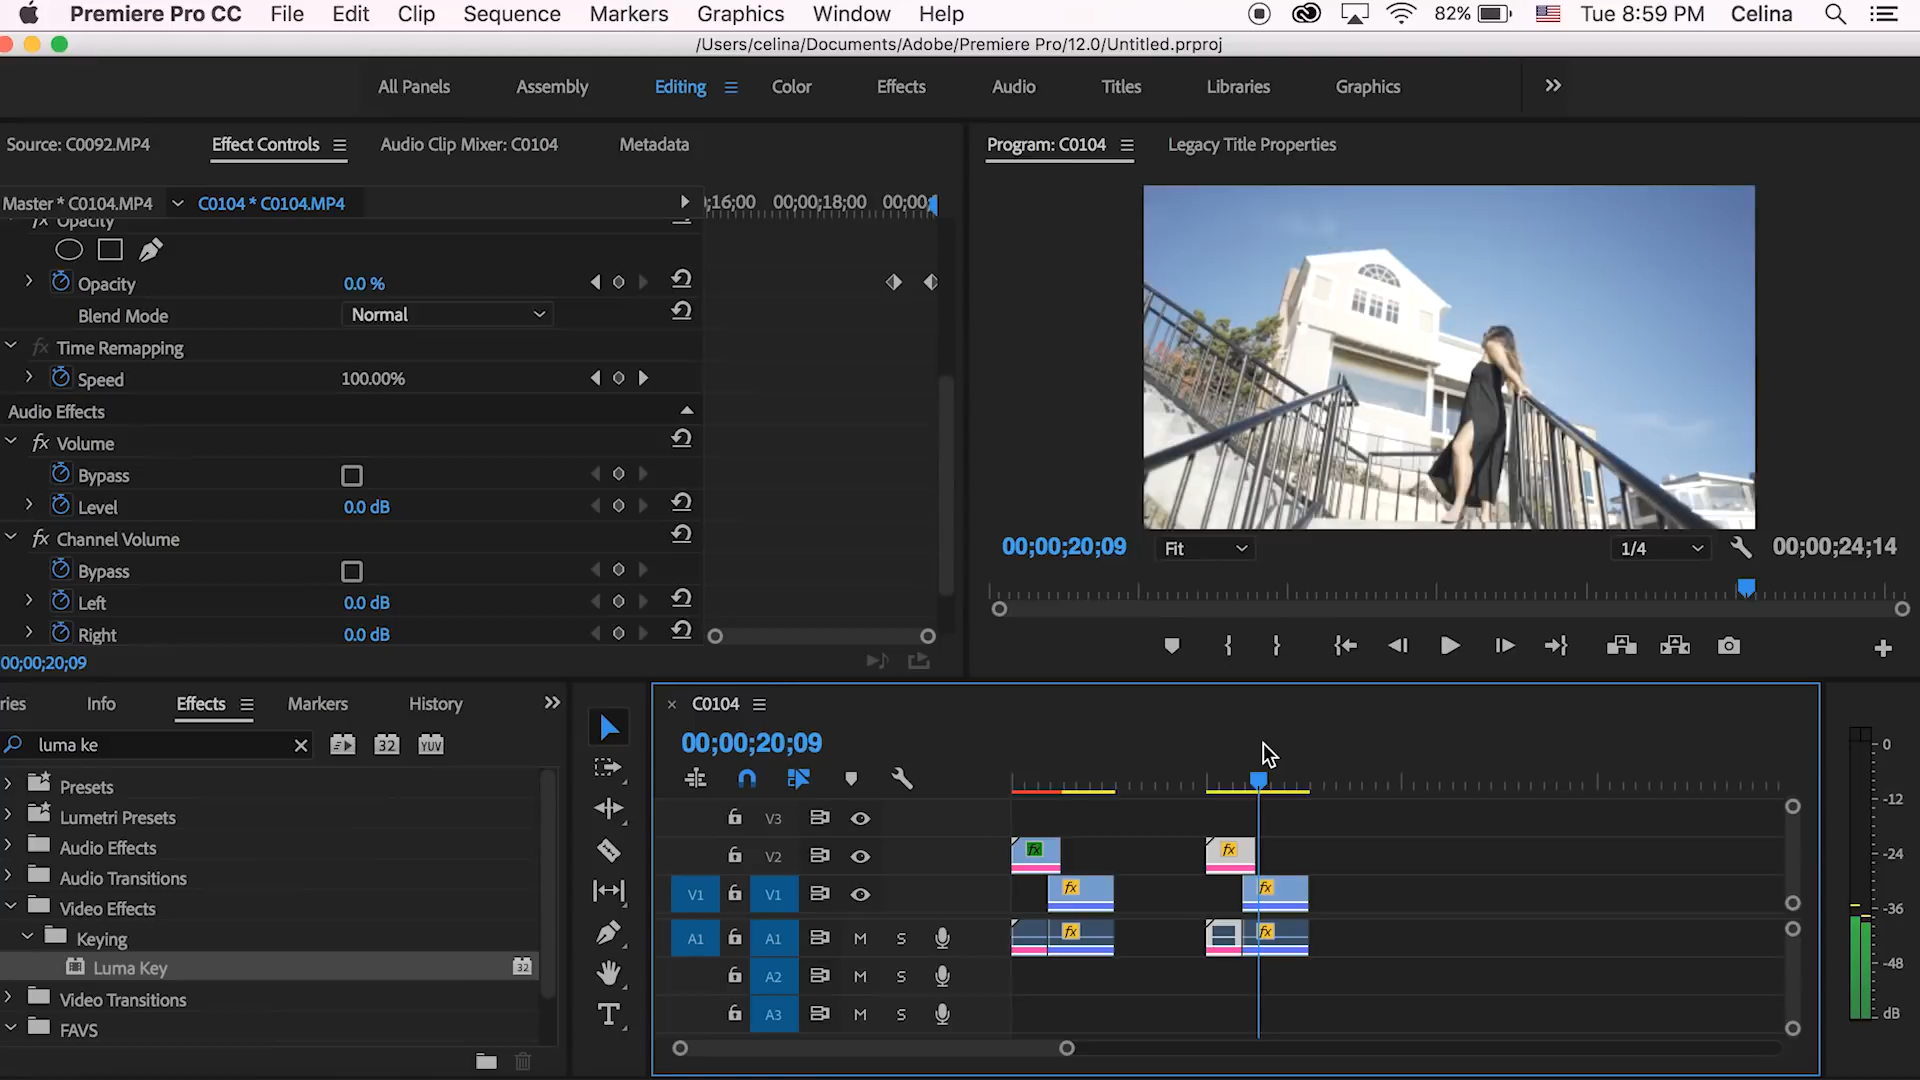 Premiere Pro CC File Edit Clip Sequence Markers Graphics Window Help 82% Tue 8:59 PM Celina
/Users/celina/Documents/Adobe/Premiere Pro/12.0/Untitled.prproj
All Panels Assembly Editing Color Effects Audio Titles Libraries Graphics
Source: C0092.MP4 Effect Controls Audio Clip Mixer: C0104 Metadata
Program: C0104 Legacy Title Properties
Master * C0104.MP4 C0104 * C0104.MP4 ;16;00 00;00;18;00 00;00;
fx Opacity
Opacity 0.0 %
Blend Mode Normal
fx Time Remapping
Speed 100.00%
Audio Effects
fx Volume
Bypass
Level 0.0 dB
fx Channel Volume
Bypass
Left 0.0 dB
Right 0.0 dB
00;00;20;09
00;00;20;09 Fit 1/4 00;00;24;14
ries Info Effects Markers History
luma ke 32 YUV
Presets
Lumetri Presets
Audio Effects
Audio Transitions
Video Effects
Keying
Luma Key 32
Video Transitions
FAVS
C0104
00;00;20;09
V3
V2 fx fx
V1 V1 fx fx
A1 A1 M S fx fx
A2 M S
A3 M S
T
0
-12
-24
-36
-48
dB